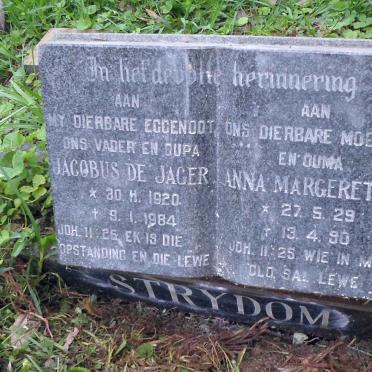 In liefdevolle herinnering
AAN
MY DIERBARE EGGENOOT
ONS VADER EN OUPA
JACOBUS DE JAGER
* 30.11.1920
† 9.1.1984
JOH. 11:25, EK IS DIE
OPSTANDING EN DIE LEWE
AAN
ONS DIERBARE MOE
EN OUMA
ANNA MARGERET
* 27.5.29
† 13.4.90
JOH. 11:25 WIE IN M
GLO, SAL LEWE
STRYDOM